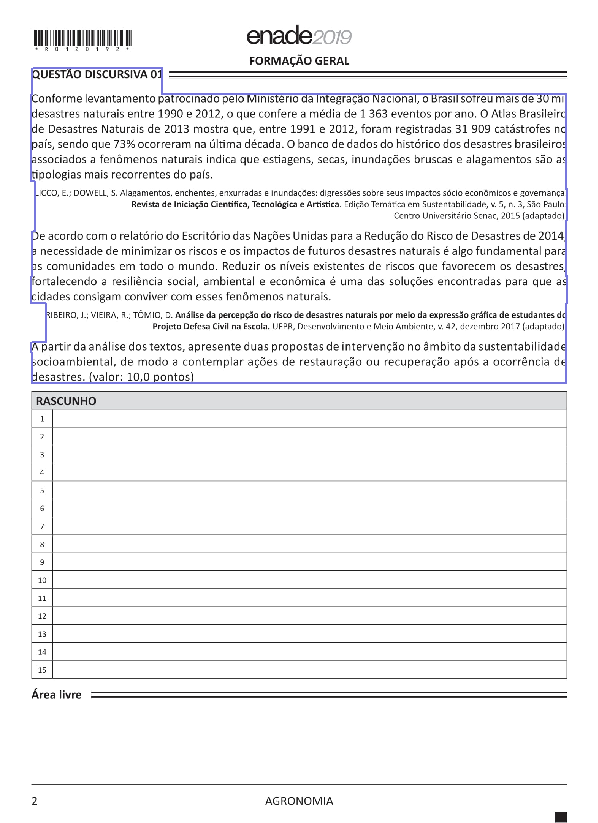 *R0120192*
enade2019
FORMAÇÃO GERAL
QUESTÃO DISCURSIVA 01
Conforme levantamento patrocinado pelo Ministério da Integração Nacional, o Brasil sofreu mais de 30 mil
desastres naturais entre 1990 e 2012, o que confere a média de 1 363 eventos por ano. O Atlas Brasileiro
de Desastres Naturais de 2013 mostra que, entre 1991 e 2012, foram registradas 31 909 catástrofes no
país, sendo que 73% ocorreram na última década. O banco de dados do histórico dos desastres brasileiros
associados a fenômenos naturais indica que estiagens, secas, inundações bruscas e alagamentos são as
tipologias mais recorrentes do país.
LICCO, E.; DOWELL, S. Alagamentos, enchentes, enxurradas e inundações: digressões sobre seus impactos sócio econômicos e governança.
Revista de Iniciação Científica, Tecnológica e Artística. Edição Temática em Sustentabilidade, v. 5, n. 3, São Paulo:
Centro Universitário Senac, 2015 (adaptado).
De acordo com o relatório do Escritório das Nações Unidas para a Redução do Risco de Desastres de 2014,
a necessidade de minimizar os riscos e os impactos de futuros desastres naturais é algo fundamental para
as comunidades em todo o mundo. Reduzir os níveis existentes de riscos que favorecem os desastres,
fortalecendo a resiliência social, ambiental e econômica é uma das soluções encontradas para que as
cidades consigam conviver com esses fenômenos naturais.
RIBEIRO, J.; VIEIRA, R.; TÔMIO, D. Análise da percepção do risco de desastres naturais por meio da expressão gráfica de estudantes do
Projeto Defesa Civil na Escola. UFPR, Desenvolvimento e Meio Ambiente, v. 42, dezembro 2017 (adaptado).
A partir da análise dos textos, apresente duas propostas de intervenção no âmbito da sustentabilidade
socioambiental, de modo a contemplar ações de restauração ou recuperação após a ocorrência de
desastres. (valor: 10,0 pontos)
RASCUNHO
1
2
3
4
5
6
7
8
9
10
11
12
13
14
15
Área livre
2
AGRONOMIA